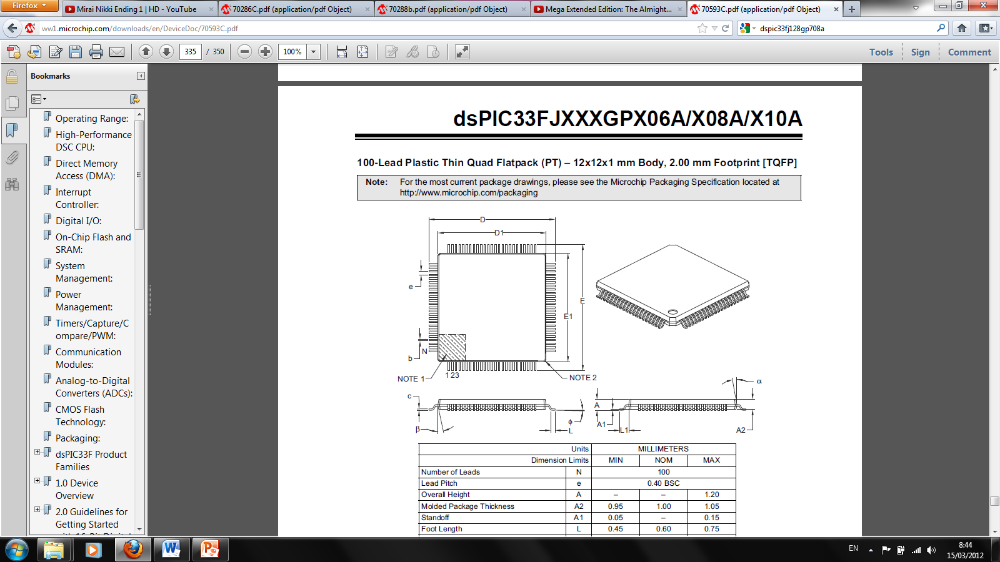 Firefox
Mirai Nikki Ending 1 | HD - YouTube
70286C.pdf (application/pdf Object)
70288b.pdf (application/pdf Object)
Mega Extended Edition: The Almight...
70593C.pdf (application/pdf Object)
ww1.microchip.com/downloads/en/DeviceDoc/70593C.pdf
dspic33fj128gp708a
335 / 350
100%
Tools
Sign
Comment
Bookmarks
Operating Range:
High-Performance
DSC CPU:
Direct Memory
Access (DMA):
Interrupt
Controller:
Digital I/O:
On-Chip Flash and
SRAM:
System
Management:
Power
Management:
Timers/Capture/C
ompare/PWM:
Communication
Modules:
Analog-to-Digital
Converters (ADCs):
CMOS Flash
Technology:
Packaging:
dsPIC33F Product
Families
1.0 Device
Overview
2.0 Guidelines for
Getting Started
dsPIC33FJXXXGPX06A/X08A/X10A
100-Lead Plastic Thin Quad Flatpack (PT) – 12x12x1 mm Body, 2.00 mm Footprint [TQFP]
Note: For the most current package drawings, please see the Microchip Packaging Specification located at
http://www.microchip.com/packaging
D
D1
e
E
E1
N
b
NOTE 1
1 2 3
NOTE 2
α
c
A
φ
A1
β
L
L1
A2
Units MILLIMETERS
Dimension Limits MIN NOM MAX
Number of Leads N 100
Lead Pitch e 0.40 BSC
Overall Height A – – 1.20
Molded Package Thickness A2 0.95 1.00 1.05
Standoff A1 0.05 – 0.15
Foot Length L 0.45 0.60 0.75
EN
8:44
15/03/2012